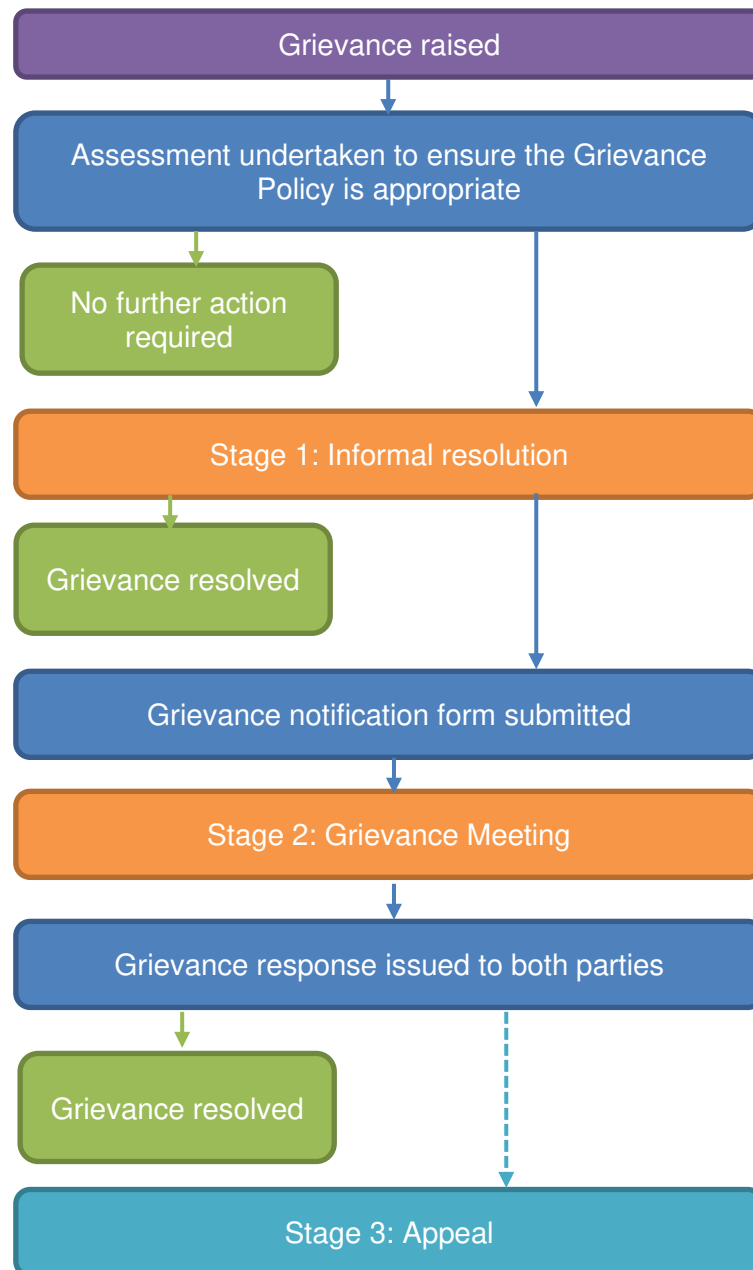 Grievance raised
Assessment undertaken to ensure the Grievance
Policy is appropriate
No further action
required
Stage 1: Informal resolution
Grievance resolved
Grievance notification form submitted
Stage 2: Grievance Meeting
Grievance response issued to both parties
Grievance resolved
Stage 3: Appeal